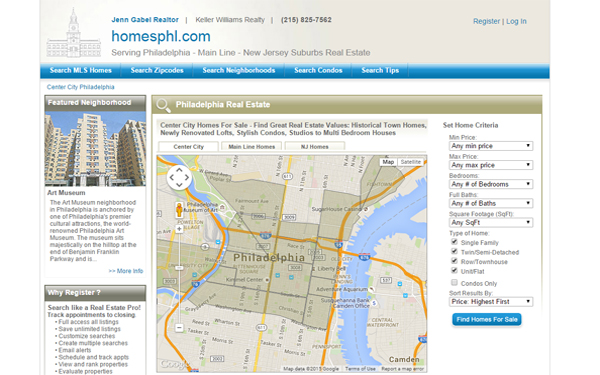 Jenn Gabel Realtor | Keller Williams Realty | (215) 825-7562
Register | Log In
homesphl.com
Serving Philadelphia - Main Line - New Jersey Suburbs Real Estate
Search MLS Homes Search Zipcodes Search Neighborhoods Search Condos Search Tips
Center City Philadelphia
Featured Neighborhood
Art Museum
The Art Museum neighborhood
in Philadelphia is anchored by
one of Philadelphia's premier
cultural attractions, the world-
renowned Philadelphia Art
Museum. The museum sits
majestically on the hilltop at the
end of Benjamin Franklin
Parkway and is...
>> More Info
Why Register ?
Search like a Real Estate Pro!
Track appointments to closing
• Full access all listings
• Save unlimited listings
• Customize searches
• Create multiple searches
• Email alerts
• Schedule and track appts
• View and rank properties
• Evaluate properties
Philadelphia Real Estate
Center City Homes For Sale - Find Great Real Estate Values: Historical Town Homes,
Newly Renovated Lofts, Stylish Condos, Studios to Multi Bedroom Houses
Center City Main Line Homes NJ Homes
Map Satellite
Philadelphia
Museum of Art
SugarHouse Casino
Philadelphia
Liberty Bell
Kimmel Center
Adventure Aquarium
Susquehanna Bank
Camden Office
Camden
Google
Map data ©2013 Google Terms of Use Report a map error
Set Home Criteria
Min Price:
Any min price
Max Price:
Any max price
Bedrooms:
Any # of Bedrooms
Full Baths:
Any # of Baths
Square Footage (SqFt):
Any SqFt
Type of Home:
Single Family
Twin/Semi-Detached
Row/Townhouse
Unit/Flat
Condos Only
Sort Results By:
Price: Highest First
Find Homes For Sale